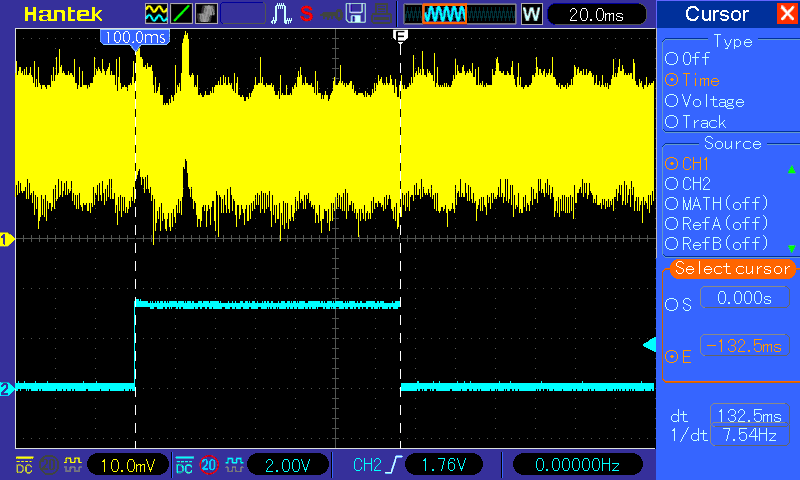 Hantek S W 20.0ms
100.0ms
E
Cursor
Type
Off
Time
Voltage
Track
Source
CH1
CH2
MATH(off)
RefA(off)
RefB(off)
Select cursor
S 0.000s
E -132.5ms
dt 132.5ms
1/dt 7.54Hz
1
2
DC 20 10.0mV DC 20 2.00V CH2 1.76V 0.00000Hz